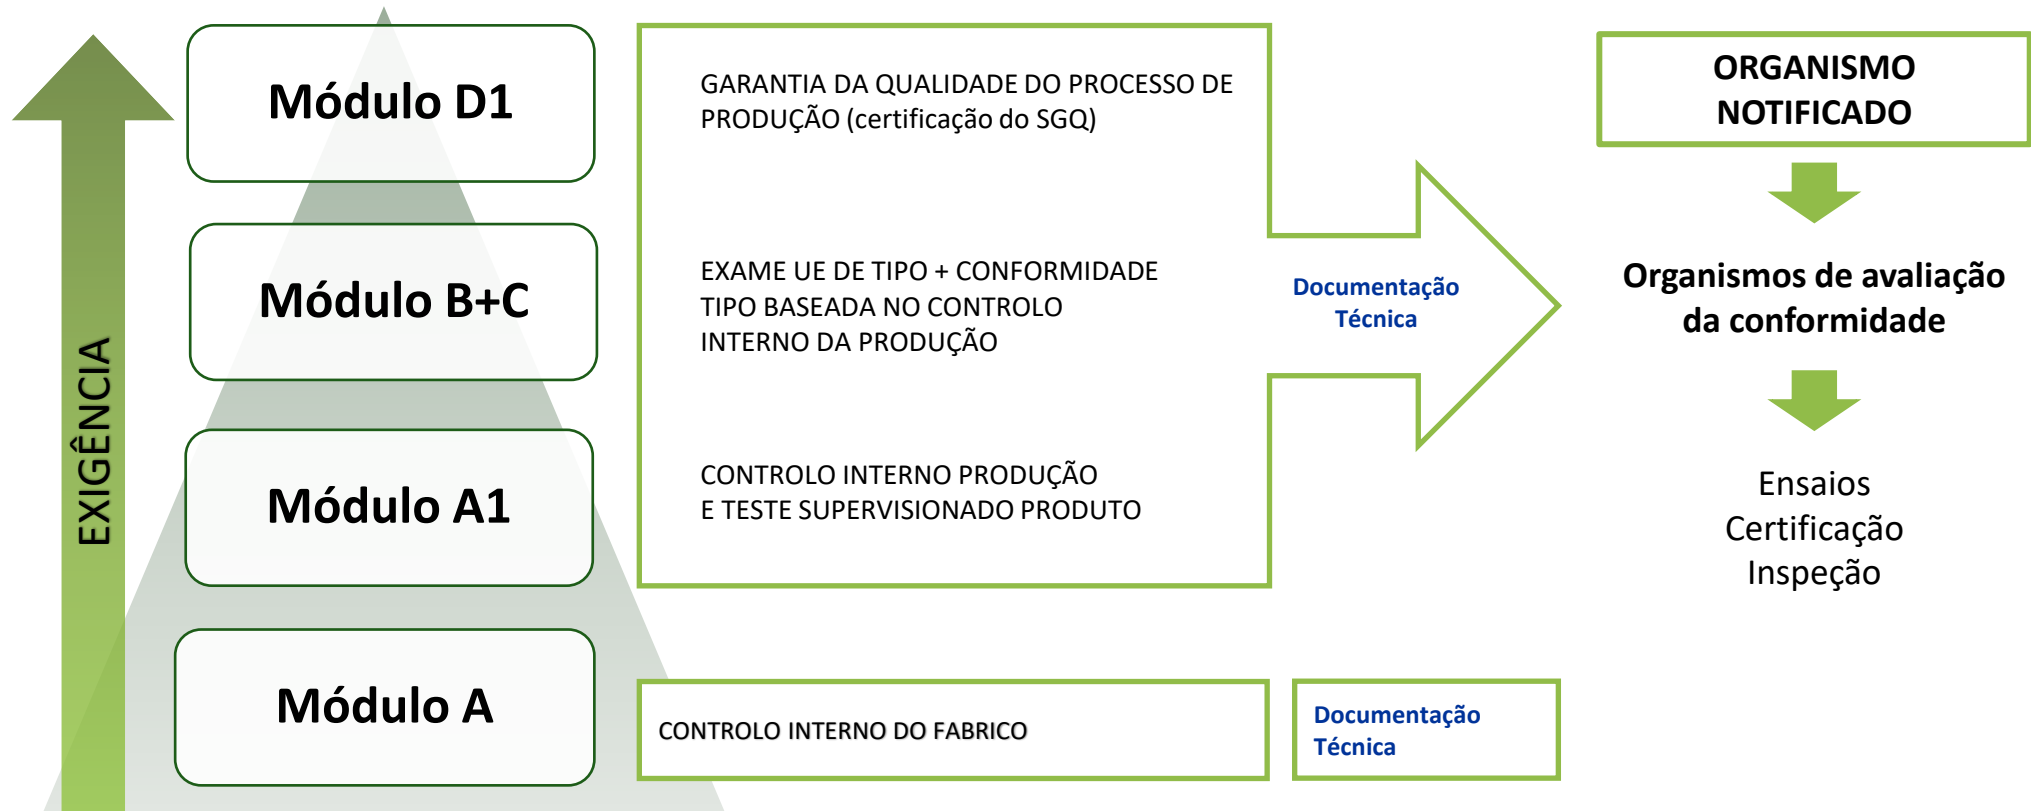 EXIGÊNCIA
Módulo D1
GARANTIA DA QUALIDADE DO PROCESSO DE
PRODUÇÃO (certificação do SGQ)
Módulo B+C
EXAME UE DE TIPO + CONFORMIDADE
TIPO BASEADA NO CONTROLO
INTERNO DA PRODUÇÃO
Módulo A1
CONTROLO INTERNO PRODUÇÃO
E TESTE SUPERVISIONADO PRODUTO
Documentação
Técnica
Módulo A
CONTROLO INTERNO DO FABRICO
Documentação
Técnica
ORGANISMO
NOTIFICADO
Organismos de avaliação
da conformidade
Ensaios
Certificação
Inspeção